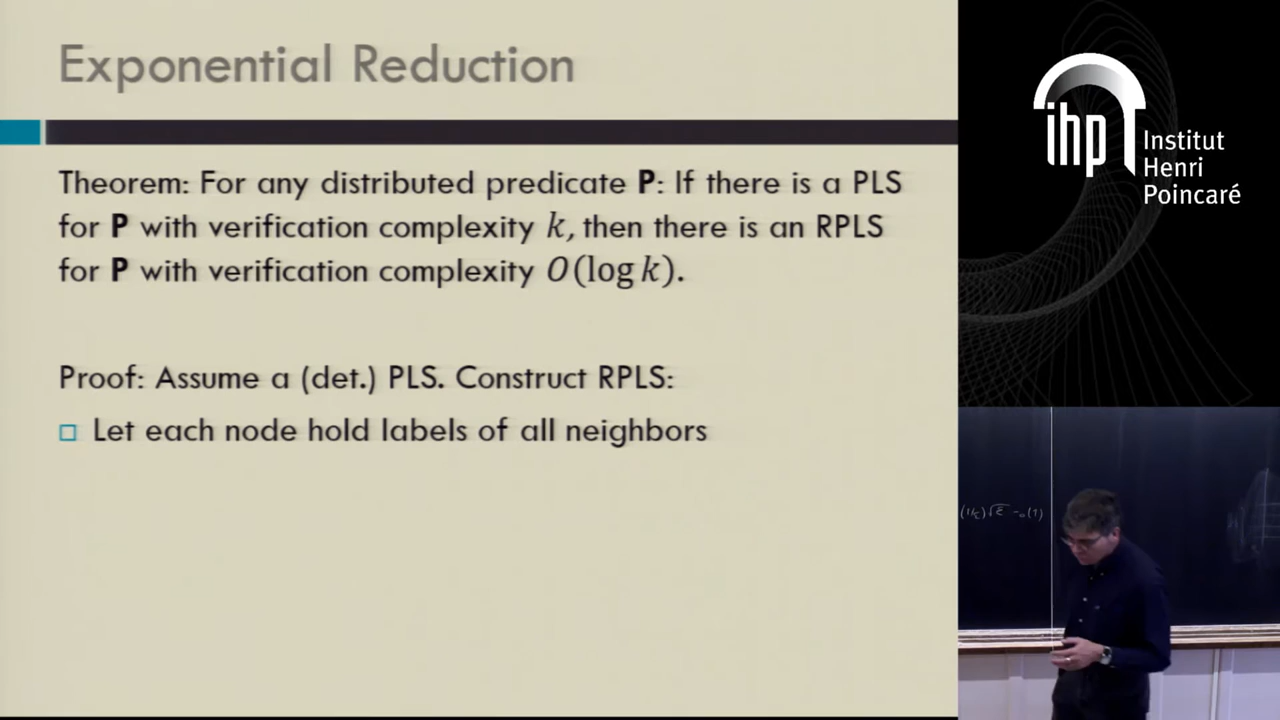 Exponential Reduction
Theorem: For any distributed predicate P: If there is a PLS
for P with verification complexity k, then there is an RPLS
for P with verification complexity O(log k).
Proof: Assume a (det.) PLS. Construct RPLS:
Let each node hold labels of all neighbors
ihp
Institut
Henri
Poincaré